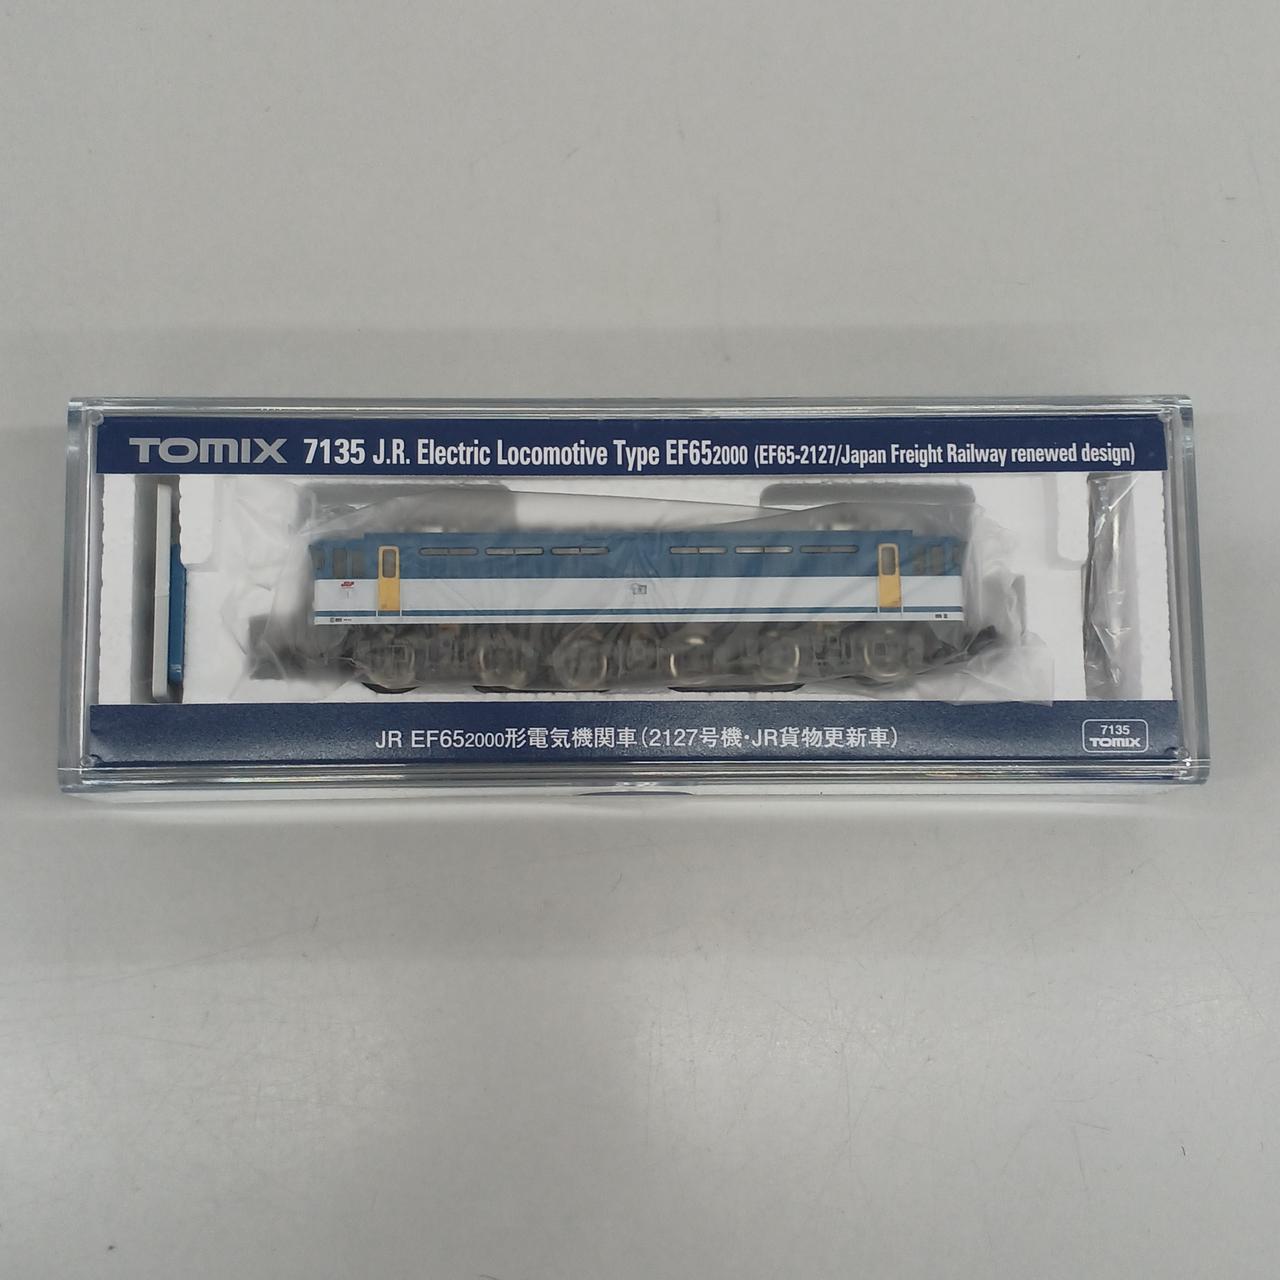 TOMIX 7135 J.R. Electric Locomotive Type EF652000 (EF65-2127/Japan Freight Railway renewed design)
JR EF652000形電気機関車(2127号機・JR貨物更新車)
7135
TOMIX